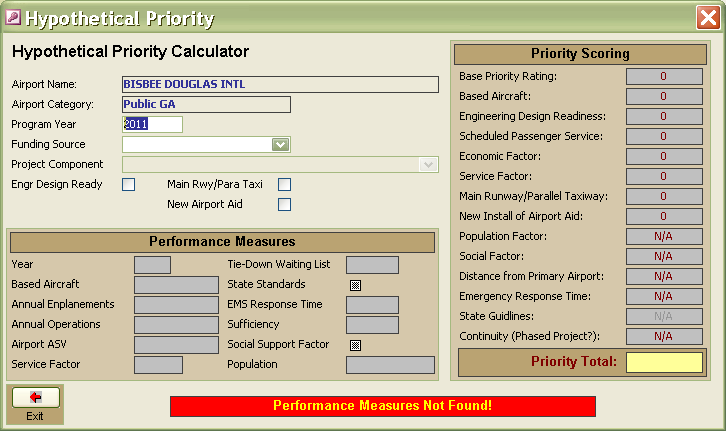 Hypothetical Priority
Hypothetical Priority Calculator
Airport Name: BISBEE DOUGLAS INTL
Airport Category: Public GA
Program Year 2011
Funding Source
Project Component
Engr Design Ready Main Rwy/Para Taxi
New Airport Aid
Performance Measures
Year Tie-Down Waiting List
Based Aircraft State Standards
Annual Enplanements EMS Response Time
Annual Operations Sufficiency
Airport ASV Social Support Factor
Service Factor Population
Priority Scoring
Base Priority Rating: 0
Based Aircraft: 0
Engineering Design Readiness: 0
Scheduled Passenger Service: 0
Economic Factor: 0
Service Factor: 0
Main Runway/Parallel Taxiway: 0
New Install of Airport Aid: 0
Population Factor: N/A
Social Factor: N/A
Distance from Primary Airport: N/A
Emergency Response Time: N/A
State Guidlines: N/A
Continuity (Phased Project?): N/A
Priority Total:
Exit
Performance Measures Not Found!